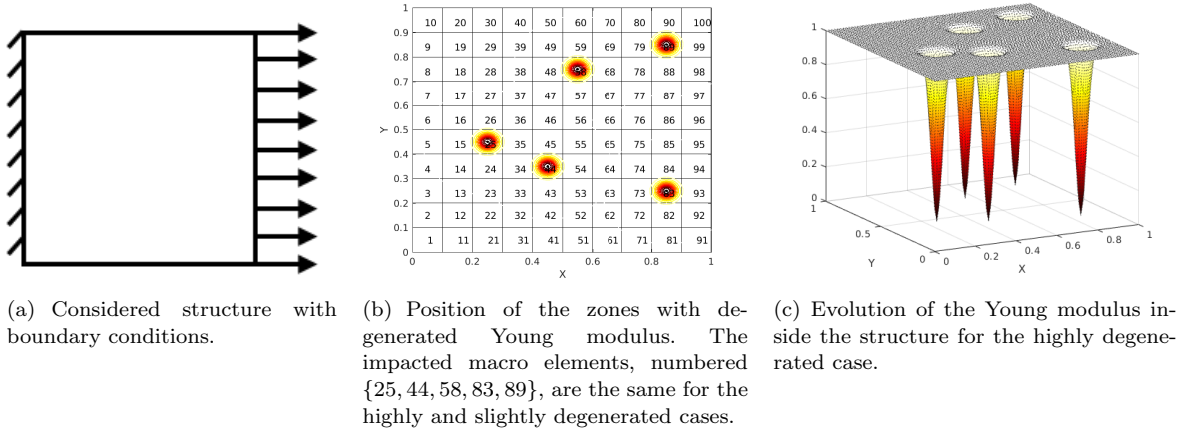 1
10 20 30 40 50 60 70 80 90 100
0.9
9 19 29 39 49 59 69 79 99
0.8
8 18 28 38 48 68 78 88 98
0.7
7 17 27 37 47 57 67 77 87 97
0.6
6 16 26 36 46 56 66 76 86 96
0.5
5 15 35 45 55 65 75 85 95
0.4
4 14 24 34 54 64 74 84 94
0.3
3 13 23 33 43 53 63 73 93
0.2
2 12 22 32 42 52 62 72 82 92
0.1
1 11 21 31 41 51 61 71 81 91
0
0 0.2 0.4 0.6 0.8 1
X
Y
1
0.8
0.6
0.4
0.2
0
1
0.5
0
Y
0 0.2 0.4 0.6 0.8 1
X
(a) Considered structure with
boundary conditions.
(b) Position of the zones with de-
generated Young modulus. The
impacted macro elements, numbered
{25, 44, 58, 83, 89}, are the same for the
highly and slightly degenerated cases.
(c) Evolution of the Young modulus in-
side the structure for the highly degene-
rated case.